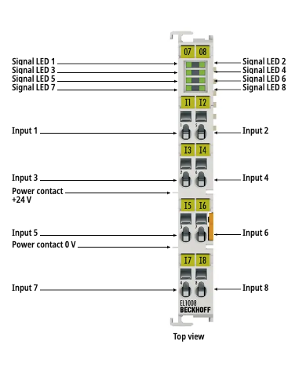 07 08
Signal LED 1
Signal LED 2
Signal LED 3
Signal LED 4
Signal LED 5
Signal LED 6
Signal LED 7
Signal LED 8
I1 I2
Input 1
Input 2
I3 I4
Input 3
Input 4
Power contact
+24 V
I5 I6
Input 5
Input 6
Power contact 0 V
I7 I8
Input 7
Input 8
EL1008
BECKHOFF
Top view